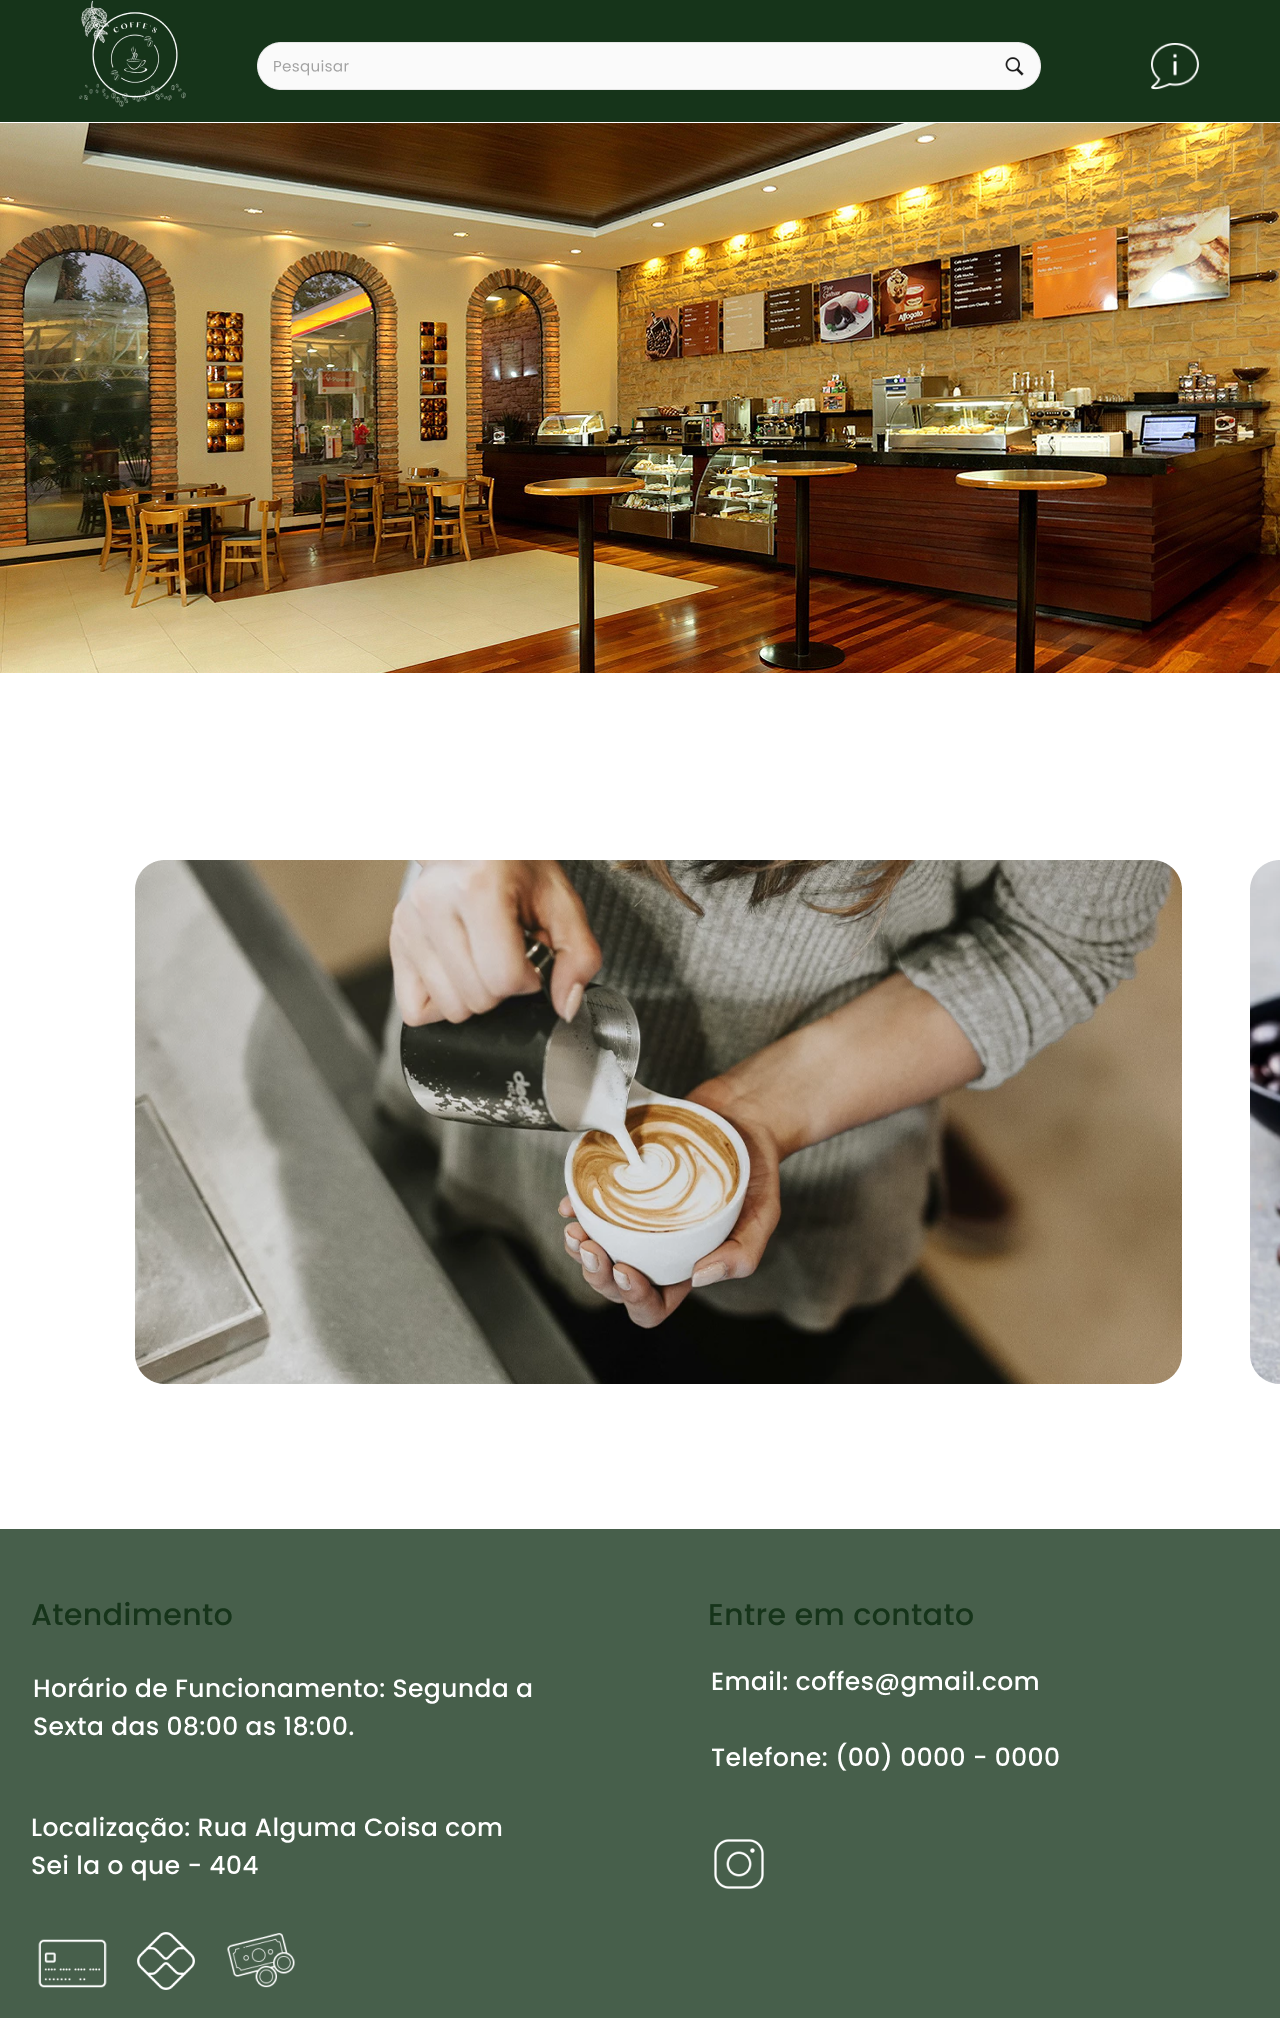 COFFE'S
Pesquisar
Affogato
Atendimento
Entre em contato
Horário de Funcionamento: Segunda a
Sexta das 08:00 as 18:00.
Email: coffes@gmail.com
Telefone: (00) 0000 - 0000
Localização: Rua Alguma Coisa com
Sei la o que - 404